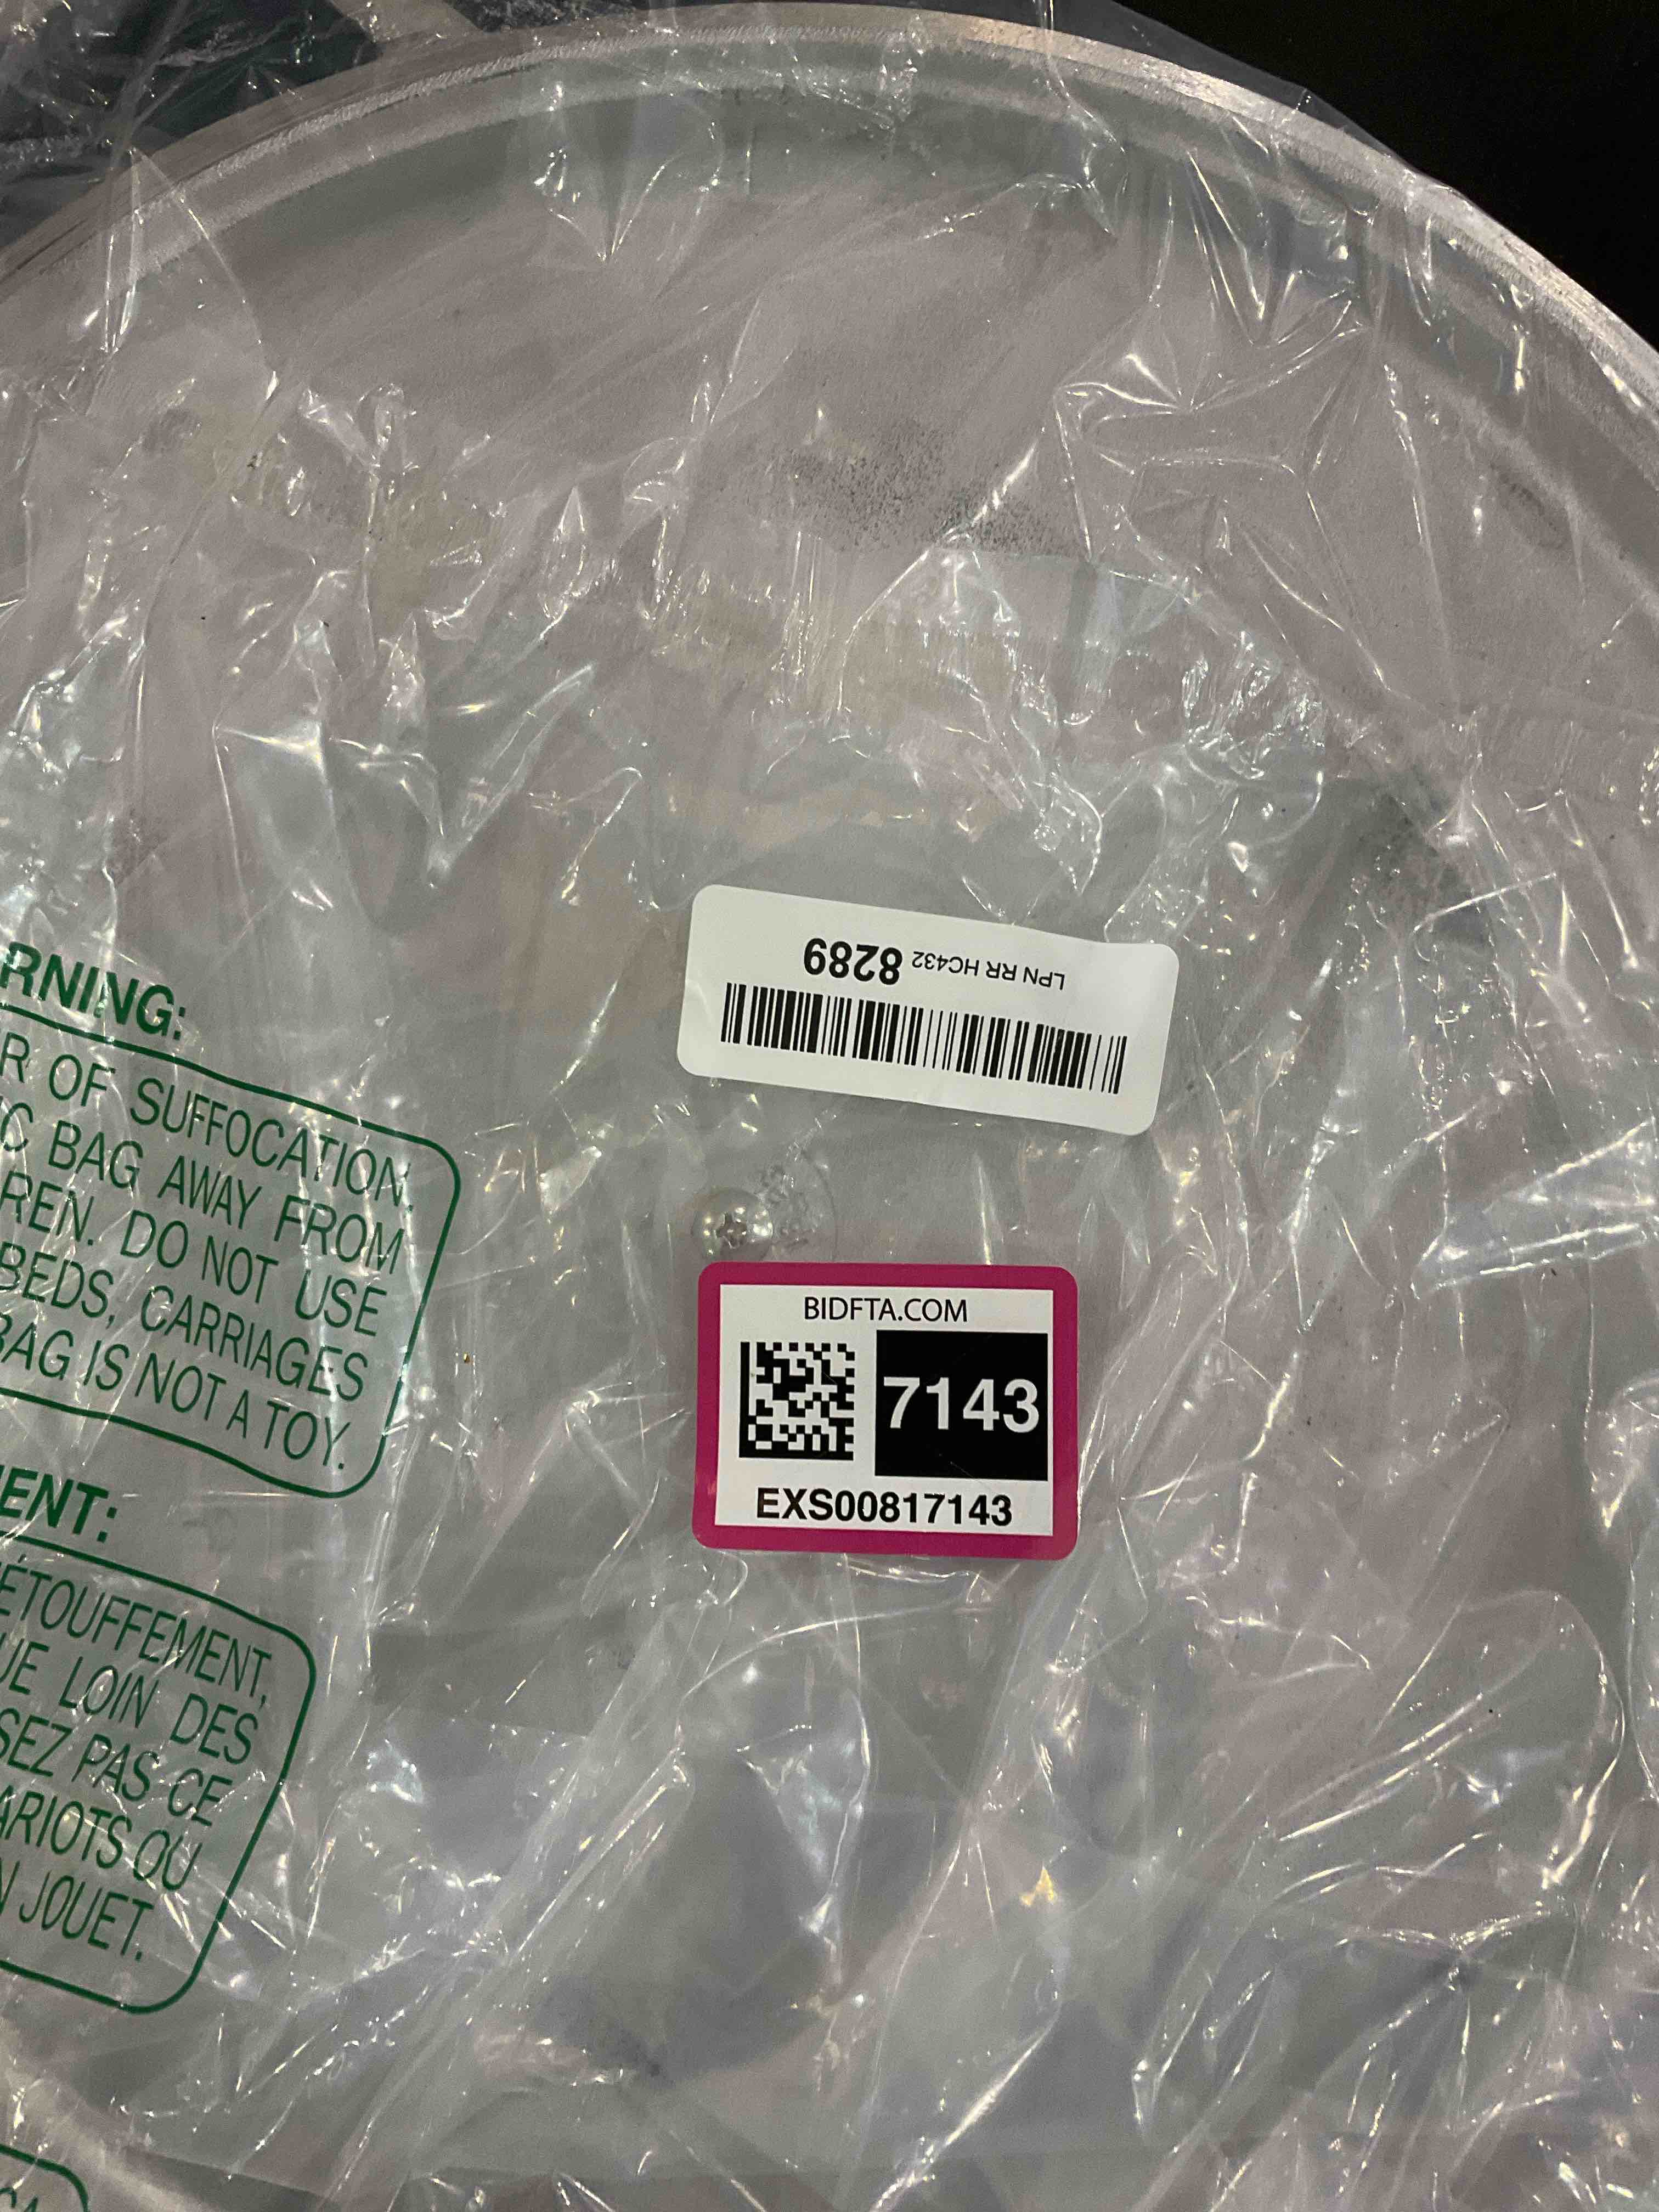 RNING:
R OF SUFFOCATION.
C BAG AWAY FROM
REN. DO NOT USE
BEDS, CARRIAGES
BAG IS NOT A TOY.
ENT:
ÉTOUFFEMENT,
UE LOIN DES
SEZ PAS CE
ARIOTS OU
N JOUET.
CA
LPN RR HC432 8289
BIDFTA.COM
7143
EXS00817143